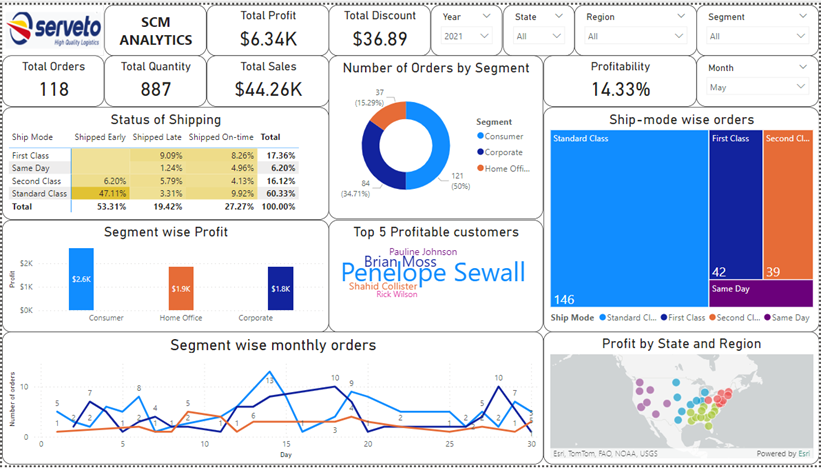 serveto
High Quality Logistics
SCM
ANALYTICS
Total Profit
$6.34K
Total Discount
$36.89
Year
2021
State
All
Region
All
Segment
All
Total Orders
118
Total Quantity
887
Total Sales
$44.26K
Number of Orders by Segment
37
(15.29%)
84
(34.71%)
121
(50%)
Segment
Consumer
Corporate
Home Offi...
Profitability
14.33%
Month
May
Status of Shipping
Ship Mode Shipped Early Shipped Late Shipped On-time Total
First Class 9.09% 8.26% 17.36%
Same Day 1.24% 4.96% 6.20%
Second Class 6.20% 5.79% 4.13% 16.12%
Standard Class 47.11% 3.31% 9.92% 60.33%
Total 53.31% 19.42% 27.27% 100.00%
Ship-mode wise orders
Standard Class
146
First Class
42
Second Cl...
39
Same Day
Ship Mode Standard Cl... First Class Second Cl... Same Day
Segment wise Profit
Profit
$2K
$1K
$0K
$2.6K
$1.9K
$1.8K
Consumer Home Office Corporate
Top 5 Profitable customers
Pauline Johnson
Brian Moss
Penelope Sewall
Shahid Collister
Rick Wilson
Segment wise monthly orders
Number of orders
10
0
5 1 2 7 2 8 2 4 1 5 1 1 6 13 1 10 3 9 2 1 2 10 7 1
0 5 10 15 20 25 30
Day
Profit by State and Region
Esri, TomTom, FAO, NOAA, USGS
Powered by Esri